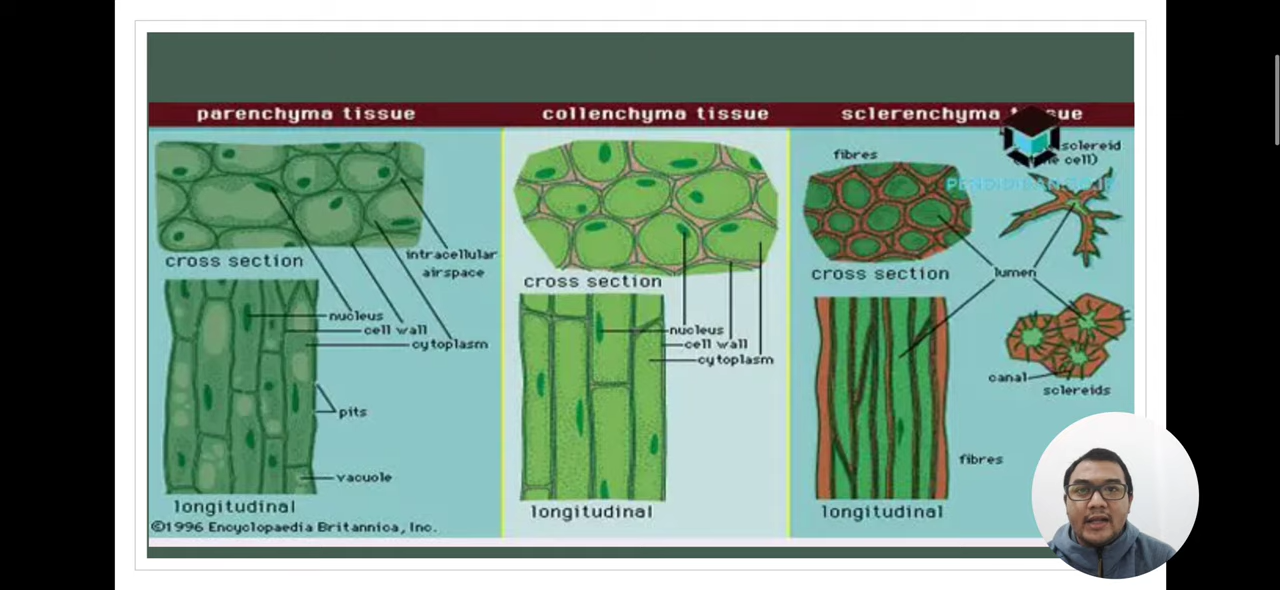 parenchyma tissue
cross section
intracellular
airspace
nucleus
cell wall
cytoplasm
pits
vacuole
longitudinal
©1996 Encyclopaedia Britannica, Inc.
collenchyma tissue
cross section
nucleus
cell wall
cytoplasm
longitudinal
sclerenchyma tissue
fibres
sclereid
cell)
cross section
lumen
canal
sclereids
fibres
longitudinal